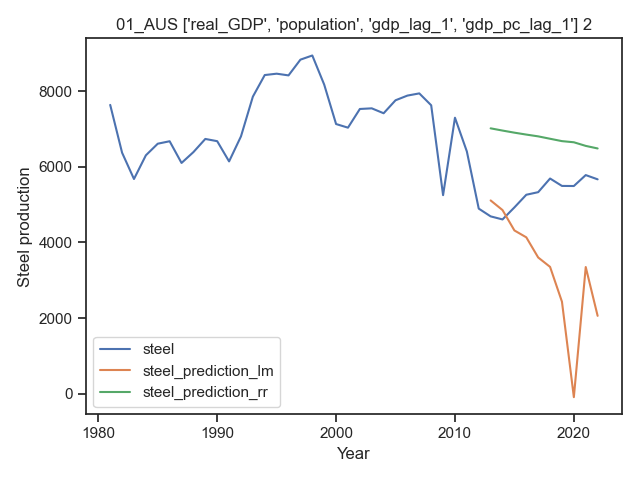 01_AUS ['real_GDP', 'population', 'gdp_lag_1', 'gdp_pc_lag_1'] 2
Steel production
8000
6000
4000
2000
0
steel
steel_prediction_lm
steel_prediction_rr
1980
1990
2000
2010
2020
Year